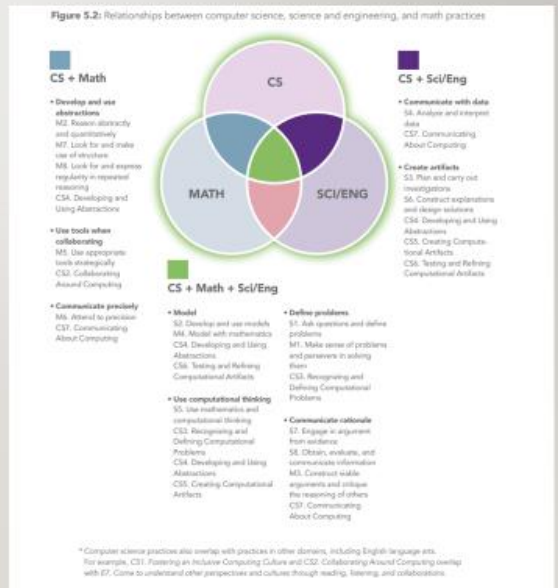 Figure 5.2: Relationships between computer science, science and engineering, and math practices
CS
MATH
SCI/ENG
CS + Math
• Develop and use
abstractions
M2. Reason abstractly
and quantitatively
M7. Look for and make
use of structure
M8. Look for and express
regularity in repeated
reasoning
CS4. Developing and
Using Abstractions
• Use tools when
collaborating
M5. Use appropriate
tools strategically
CS2. Collaborating
Around Computing
• Communicate precisely
M6. Attend to precision
CS7. Communicating
About Computing
CS + Sci/Eng
• Communicate with data
S4. Analyze and interpret
data
CS7. Communicating
About Computing
• Create artifacts
S3. Plan and carry out
investigations
S6. Construct explanations
and design solutions
CS4. Developing and Using
Abstractions
CS5. Creating Computa-
tional Artifacts
CS6. Testing and Refining
Computational Artifacts
CS + Math + Sci/Eng
• Model
S2. Develop and use models
M4. Model with mathematics
CS4. Developing and Using
Abstractions
CS6. Testing and Refining
Computational Artifacts
• Use computational thinking
S5. Use mathematics and
computational thinking
CS3. Recognizing and
Defining Computational
Problems
CS4. Developing and Using
Abstractions
CS5. Creating Computational
Artifacts
• Define problems
S1. Ask questions and define
problems
M1. Make sense of problems
and persevere in solving
them
CS3. Recognizing and
Defining Computational
Problems
• Communicate rationale
S7. Engage in argument
from evidence
S8. Obtain, evaluate, and
communicate information
M3. Construct viable
arguments and critique
the reasoning of others
CS7. Communicating
About Computing
* Computer science practices also overlap with practices in other domains, including English language arts.
For example, CS1. Fostering an Inclusive Computing Culture and CS2. Collaborating Around Computing overlap
with E7. Come to understand other perspectives and cultures through reading, listening, and collaborations.